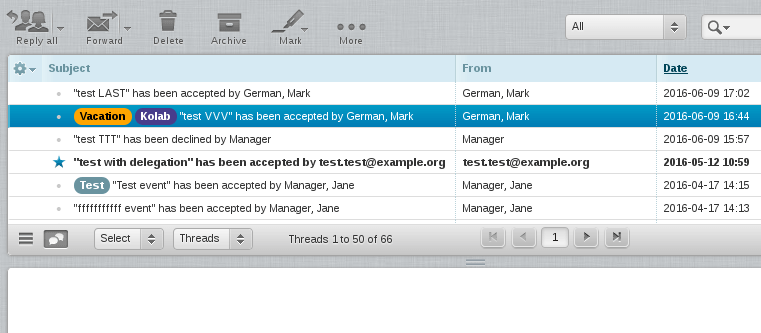 Reply all Forward Delete Archive Mark More All
Subject From Date
"test LAST" has been accepted by German, Mark German, Mark 2016-06-09 17:02
Vacation Kolab "test VVV" has been accepted by German, Mark German, Mark 2016-06-09 16:44
"test TTT" has been declined by Manager Manager 2016-06-09 15:57
"test with delegation" has been accepted by test.test@example.org test.test@example.org 2016-05-12 10:59
Test "Test event" has been accepted by Manager, Jane Manager, Jane 2016-04-17 14:15
"fffffffffff event" has been accepted by Manager, Jane Manager, Jane 2016-04-17 14:13
Select Threads Threads 1 to 50 of 66 1